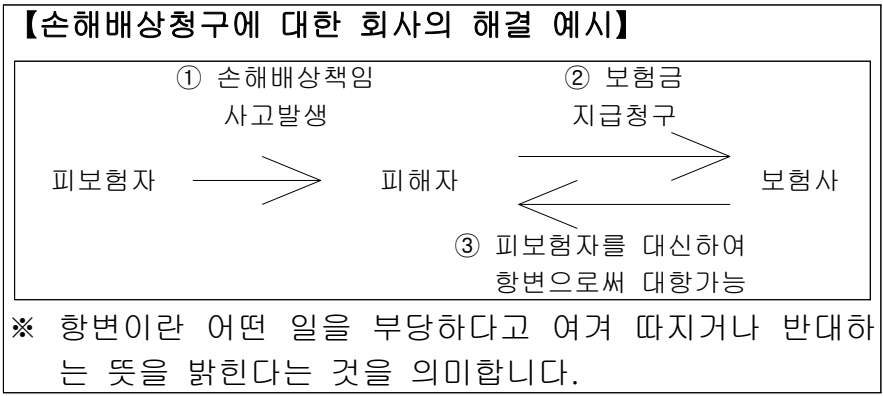 【손해배상청구에 대한 회사의 해결 예시】
① 손해배상책임
사고발생
② 보험금
지급청구
피보험자
피해자
보험사
③ 피보험자를 대신하여
항변으로써 대항가능
※ 항변이란 어떤 일을 부당하다고 여겨 따지거나 반대하
는 뜻을 밝힌다는 것을 의미합니다.